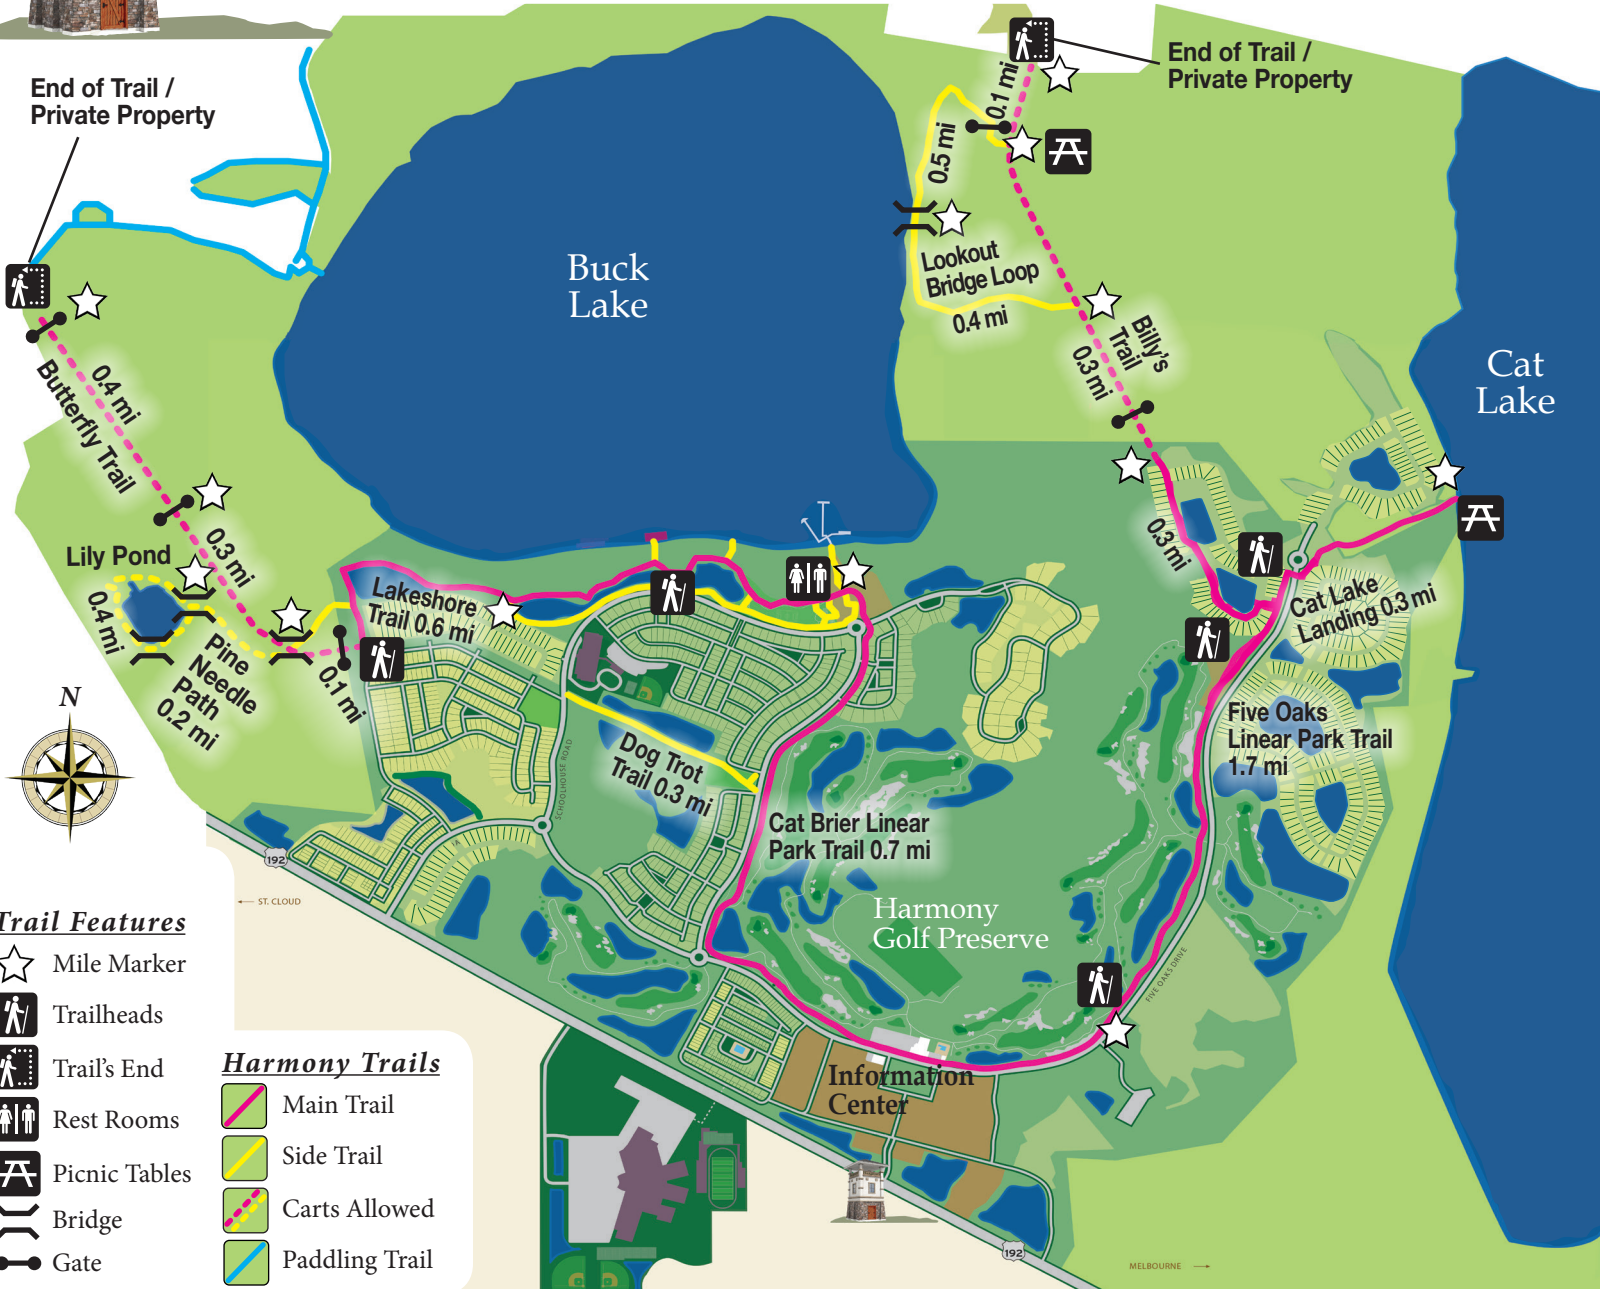 End of Trail /
Private Property
End of Trail /
Private Property
0.1 mi
0.5 mi
Lookout
Bridge Loop
0.4 mi
Buck
Lake
Billy's
Trail
0.3 mi
Cat
Lake
0.4 mi
Butterfly Trail
0.3 mi
Lily Pond
0.4 mi
Pine
Needle
Path
0.2 mi
0.1 mi
Lakeshore
Trail 0.6 mi
0.3 mi
Cat Lake
Landing 0.3 mi
N
Dog Trot
Trail 0.3 mi
SCHOOLHOUSE ROAD
Five Oaks
Linear Park Trail
1.7 mi
Cat Brier Linear
Park Trail 0.7 mi
192
ST. CLOUD
Harmony
Golf Preserve
FIVE OAKS DRIVE
Information
Center
192
MELBOURNE
Trail Features
Mile Marker
Trailheads
Trail's End
Rest Rooms
Picnic Tables
Bridge
Gate
Harmony Trails
Main Trail
Side Trail
Carts Allowed
Paddling Trail